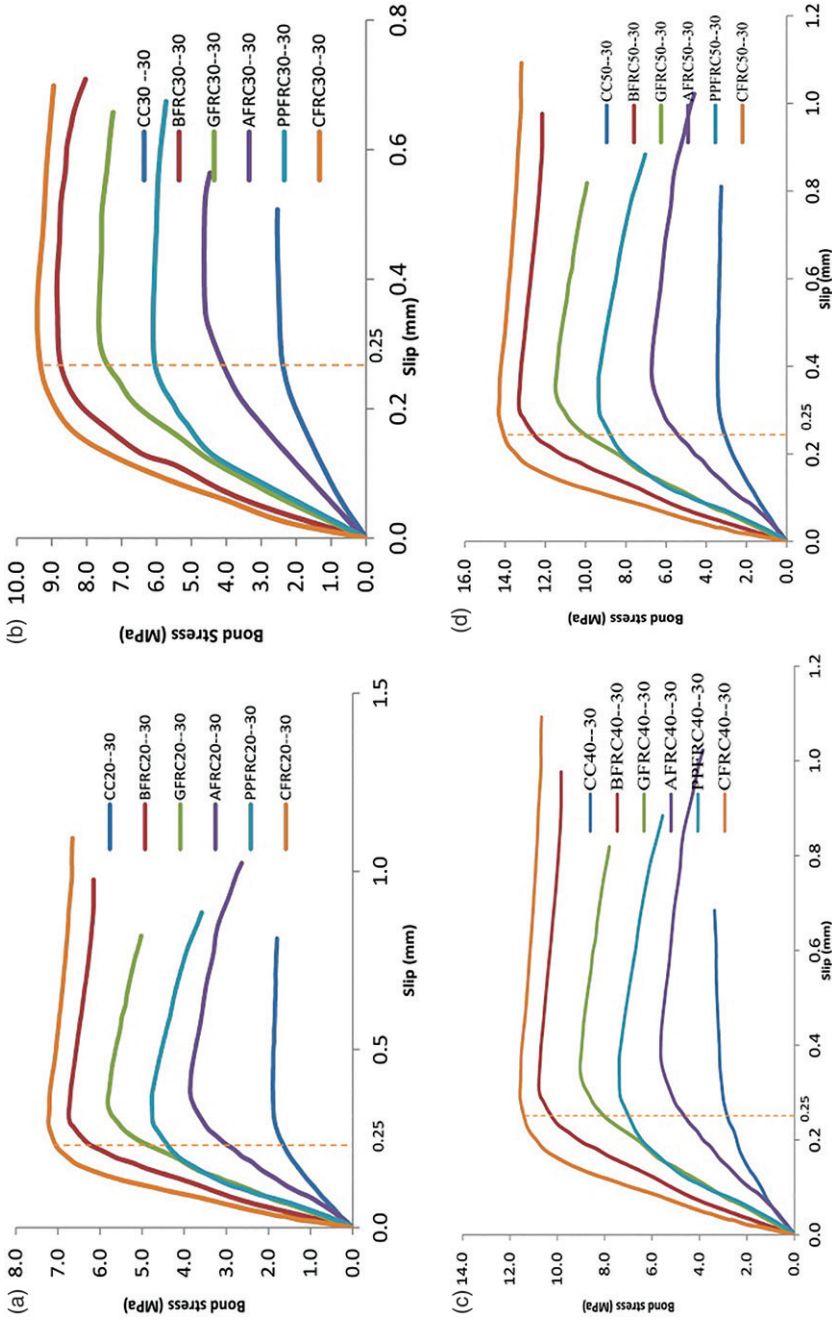 (a)
8.0
7.0
6.0
5.0
4.0
3.0
2.0
1.0
0.0
Bond stress (MPa)
0.0
0.25
0.5
1.0
1.5
Slip (mm)
CC20--30
BFRC20--30
GFRC20--30
AFRC20--30
PPFRC20--30
CFRC20--30
(b)
10.0
9.0
8.0
7.0
6.0
5.0
4.0
3.0
2.0
1.0
0.0
Bond Stress (MPa)
0.0
0.2
0.25
0.4
0.6
0.8
Slip (mm)
CC30 --30
BFRC30--30
GFRC30--30
AFRC30--30
PPFRC30--30
CFRC30--30
(c)
14.0
12.0
10.0
8.0
6.0
4.0
2.0
0.0
Bond stress (MPa)
0.0
0.2
0.25
0.4
0.6
0.8
1.0
1.2
Slip (mm)
CC40--30
BFRC40--30
GFRC40--30
AFRC40--30
PPFRC40--30
CFRC40--30
(d)
16.0
14.0
12.0
10.0
8.0
6.0
4.0
2.0
0.0
Bond stress (MPa)
0.0
0.2
0.25
0.4
0.6
0.8
1.0
1.2
Slip (mm)
CC50--30
BFRC50--30
GFRC50--30
AFRC50--30
PPFRC50--30
CFRC50--30